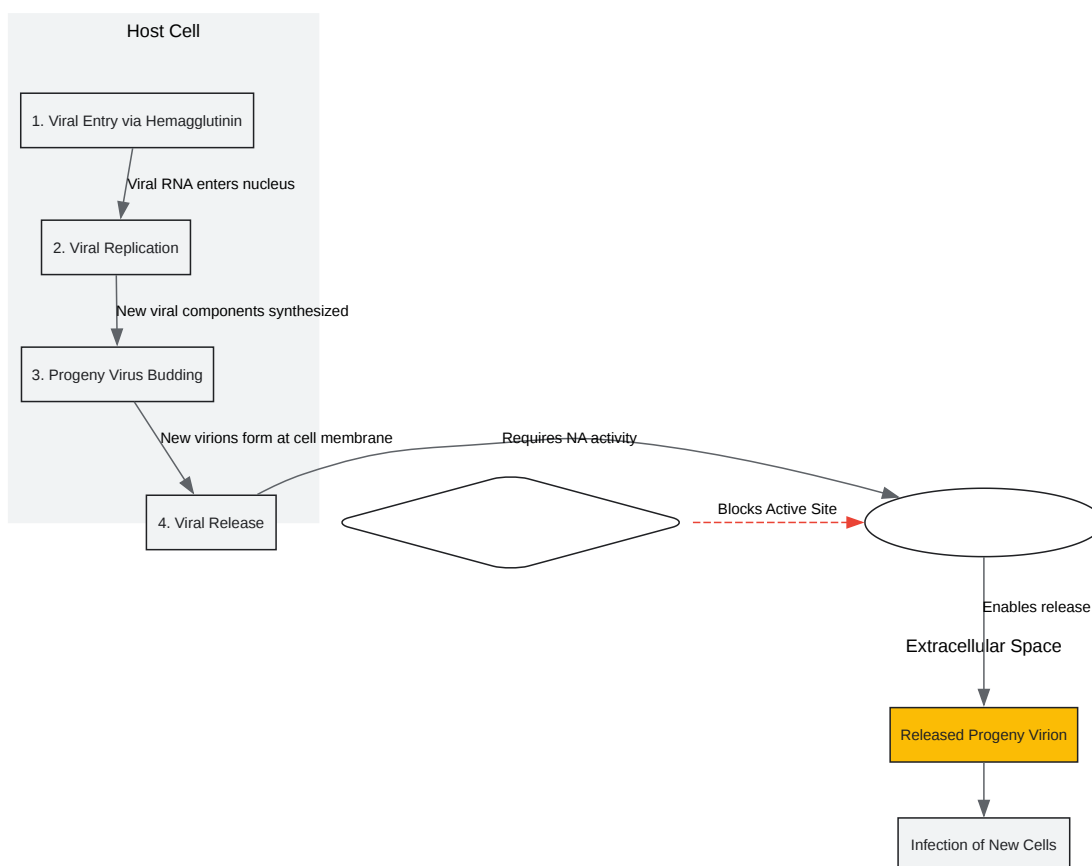 Host Cell
1. Viral Entry via Hemagglutinin
Viral RNA enters nucleus
2. Viral Replication
New viral components synthesized
3. Progeny Virus Budding
New virions form at cell membrane
Requires NA activity
4. Viral Release
Blocks Active Site
Enables release
Extracellular Space
Released Progeny Virion
Infection of New Cells